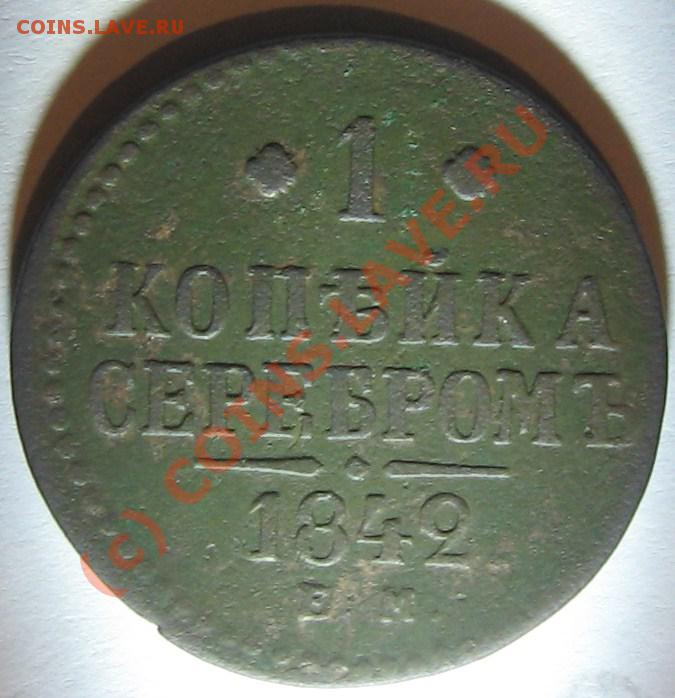 COINS.LAVE.RU
1
КОПѢЙКА
СЕРЕБРОМЪ
1842
Е.М.
(c) COINS.LAVE.RU